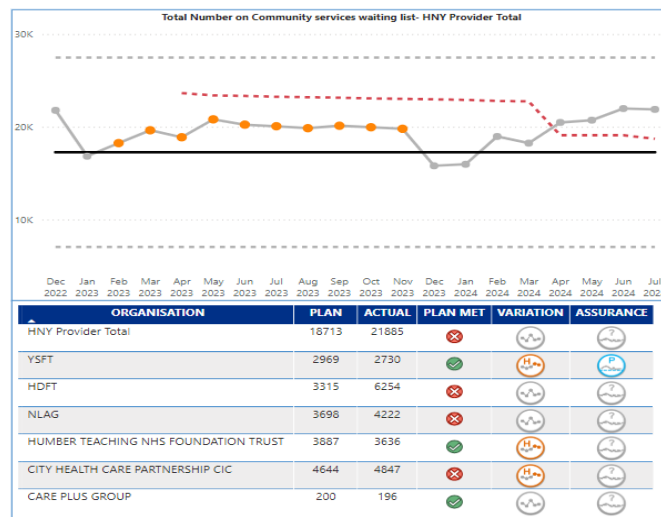 Total Number on Community services waiting list- HNY Provider Total
30K
20K
10K
Dec Jan Feb Mar Apr May Jun Jul Aug Sep Oct Nov Dec Jan Feb Mar Apr May Jun Jul
2022 2023 2023 2023 2023 2023 2023 2023 2023 2023 2023 2023 2023 2024 2024 2024 2024 2024 2024 202
ORGANISATION PLAN ACTUAL PLAN MET VARIATION ASSURANCE
HNY Provider Total 18713 21885 ?
YSFT 2969 2730 H P
HDFT 3315 6254 ?
NLAG 3698 4222 ?
HUMBER TEACHING NHS FOUNDATION TRUST 3887 3636 H ?
CITY HEALTH CARE PARTNERSHIP CIC 4644 4847 H ?
CARE PLUS GROUP 200 196 ?